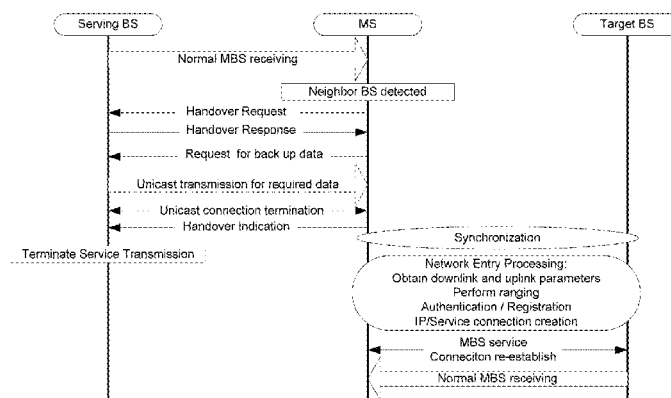 Serving BS
MS
Target BS
Normal MBS receiving
Neighbor BS detected
Handover Request
Handover Response
Request for back up data
Unicast transmission for required data
Unicast connection termination
Handover Indication
Synchronization
Terminate Service Transmission
Network Entry Processing:
Obtain downlink and uplink parameters
Perform ranging
Authentication / Registration
IP/Service connection creation
MBS service
Conneciton re-establish
Normal MBS receiving